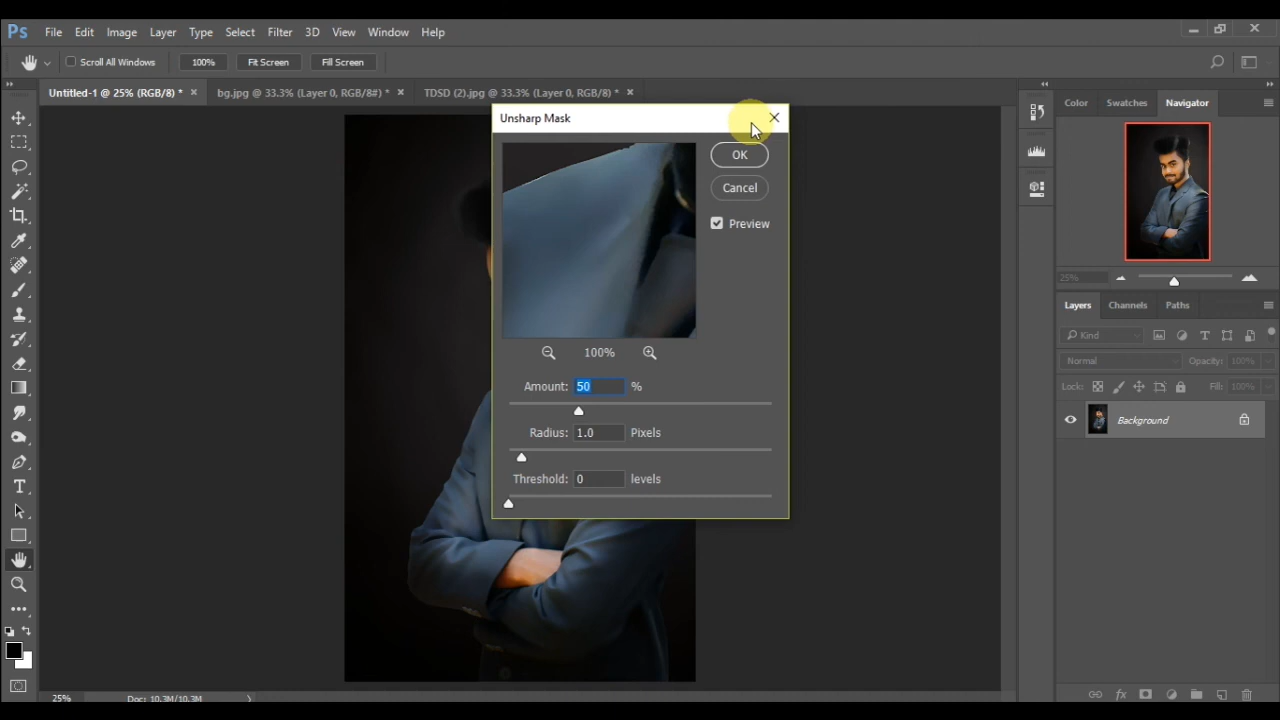 Ps File Edit Image Layer Type Select Filter 3D View Window Help
Scroll All Windows 100% Fit Screen Fill Screen
Untitled-1 @ 25% (RGB/8) * × bg.jpg @ 33.3% (Layer 0, RGB/8#) * × TDSD (2).jpg @ 33.3% (Layer 0, RGB/8) * ×
Unsharp Mask
OK
Cancel
Preview
100%
Amount: 50 %
Radius: 1.0 Pixels
Threshold: 0 levels
Color Swatches Navigator
25%
Layers Channels Paths
Kind
Normal Opacity: 100%
Lock: Fill: 100%
Background
fx
T
25% Doc: 10.3M/10.3M